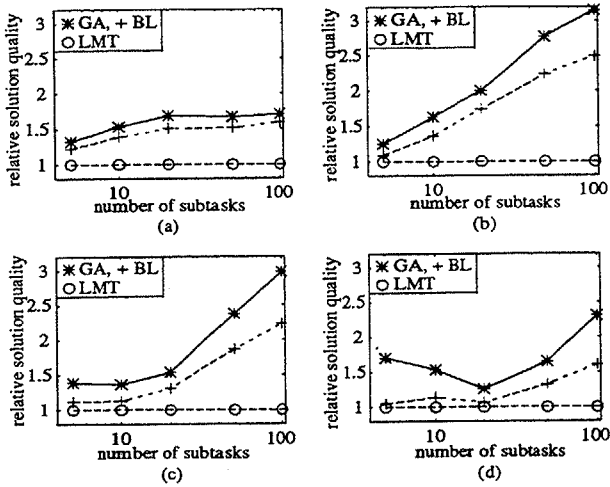 relative solution quality
3
2.5
2
1.5
1
GA, + BL
LMT
10
100
number of subtasks
(a)
relative solution quality
3
2.5
2
1.5
1
GA, + BL
LMT
10
100
number of subtasks
(b)
relative solution quality
3
2.5
2
1.5
1
GA, + BL
LMT
10
100
number of subtasks
(c)
relative solution quality
3
2.5
2
1.5
1
GA, + BL
LMT
10
100
number of subtasks
(d)